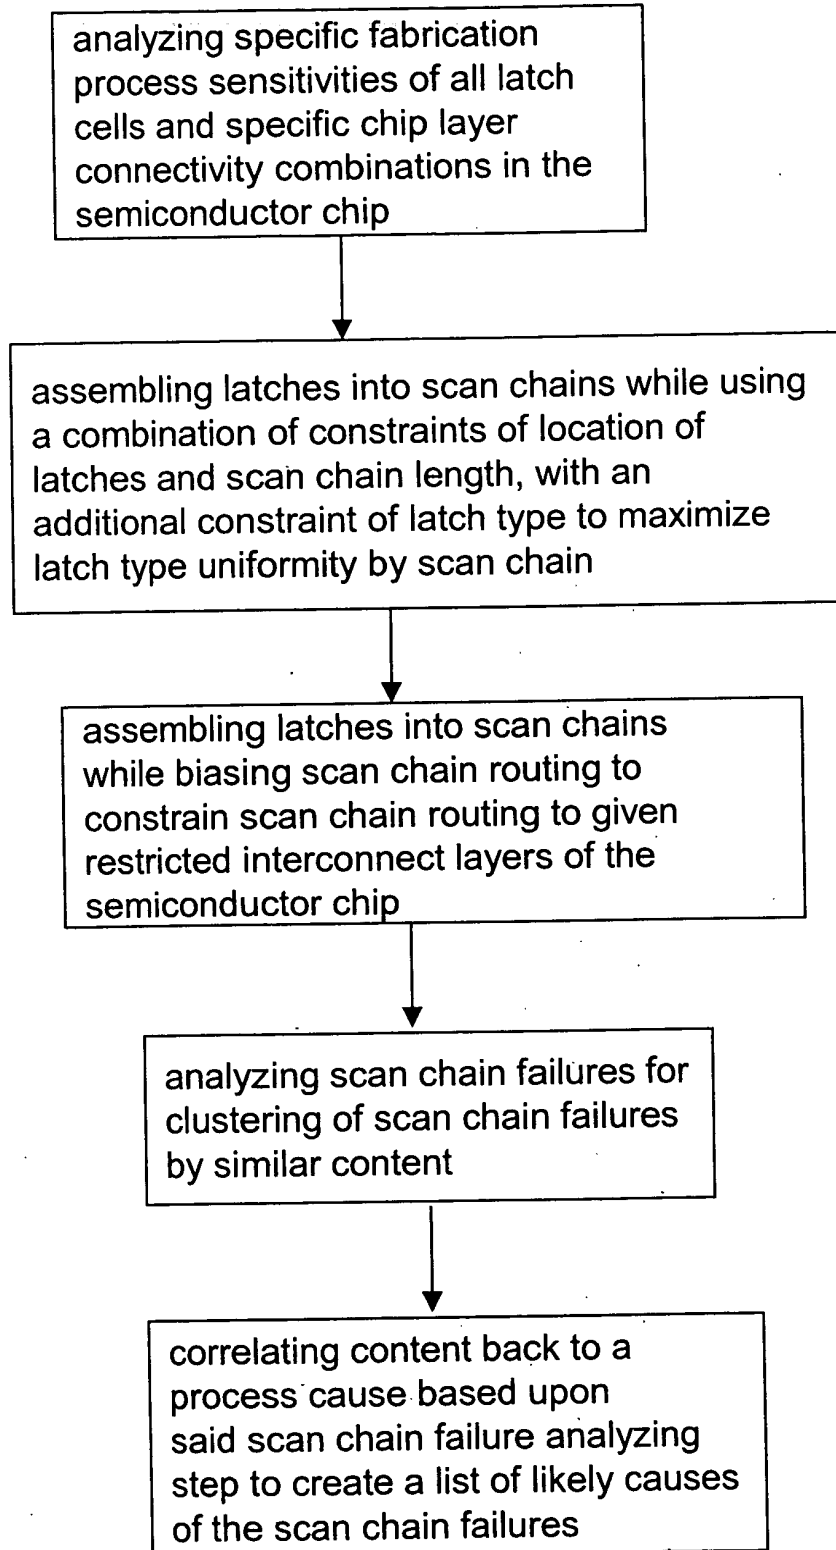 analyzing specific fabrication
process sensitivities of all latch
cells and specific chip layer
connectivity combinations in the
semiconductor chip
assembling latches into scan chains while using
a combination of constraints of location of
latches and scan chain length, with an
additional constraint of latch type to maximize
latch type uniformity by scan chain
assembling latches into scan chains
while biasing scan chain routing to
constrain scan chain routing to given
restricted interconnect layers of the
semiconductor chip
analyzing scan chain failures for
clustering of scan chain failures
by similar content
correlating content back to a
process cause based upon
said scan chain failure analyzing
step to create a list of likely causes
of the scan chain failures